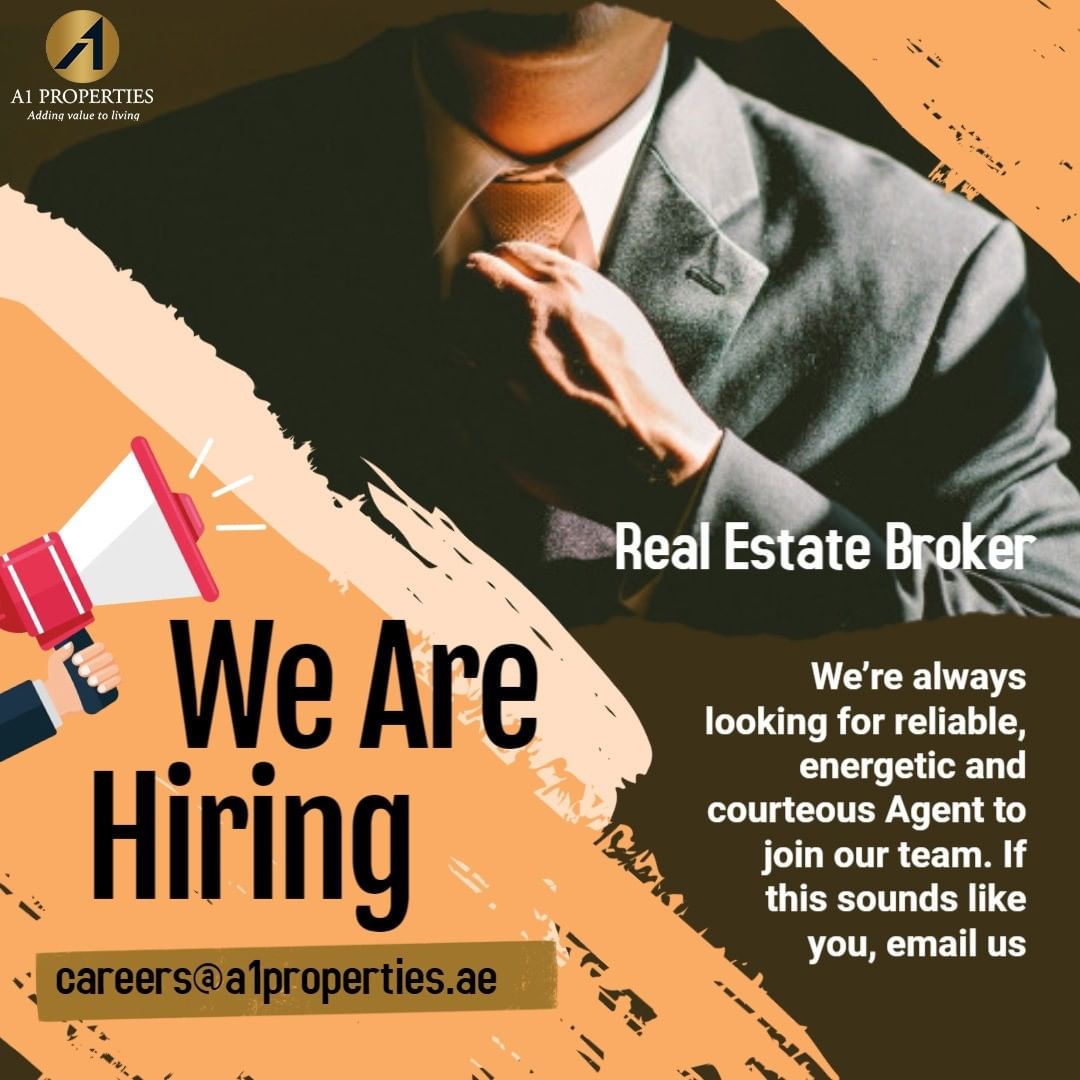 A1 PROPERTIES
Adding value to living
Real Estate Broker
We Are
Hiring
careers@a1properties.ae
We’re always
looking for reliable,
energetic and
courteous Agent to
join our team. If
this sounds like
you, email us